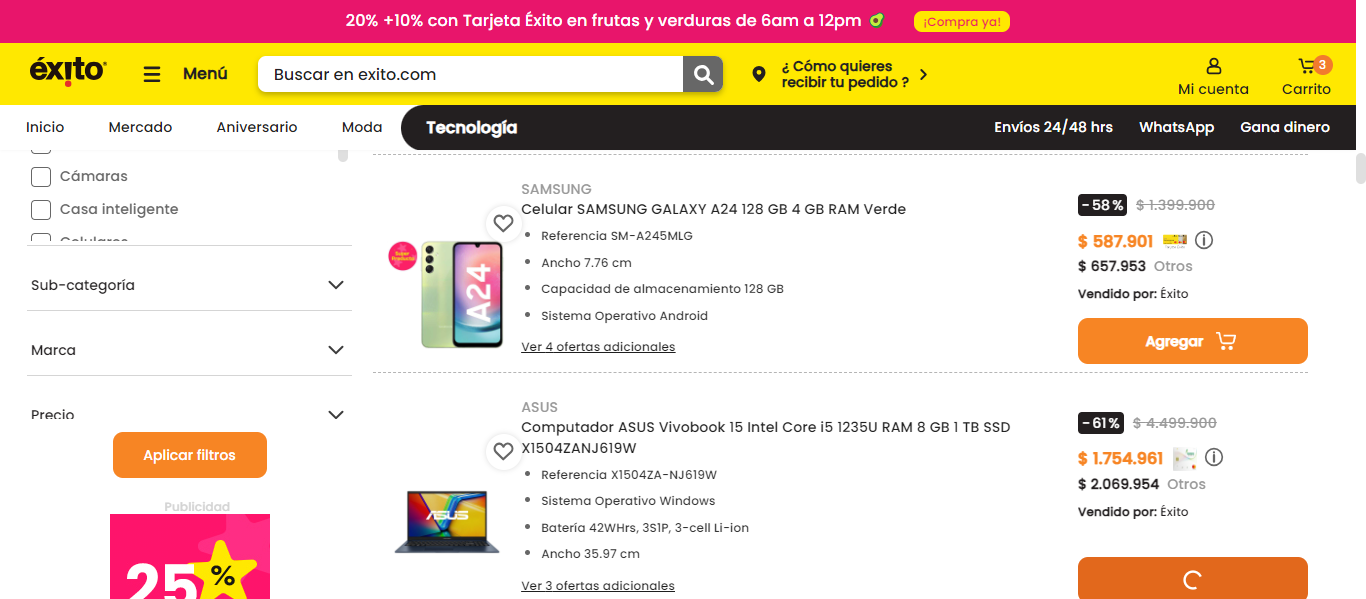 20% +10% con Tarjeta Éxito en frutas y verduras de 6am a 12pm
¡Compra ya!
éxito
Menú
Buscar en exito.com
¿ Cómo quieres
recibir tu pedido ?
Mi cuenta
3
Carrito
Inicio
Mercado
Aniversario
Moda
Tecnología
Envíos 24/48 hrs
WhatsApp
Gana dinero
Cámaras
Casa inteligente
Celulares
Sub-categoría
Marca
Precio
Aplicar filtros
Publicidad
25
%
SAMSUNG
Celular SAMSUNG GALAXY A24 128 GB 4 GB RAM Verde
Referencia SM-A245MLG
Ancho 7.76 cm
Capacidad de almacenamiento 128 GB
Sistema Operativo Android
Ver 4 ofertas adicionales
A24
-58%
$ 1.399.900
$ 587.901
$ 657.953 Otros
Vendido por: Éxito
Agregar
ASUS
Computador ASUS Vivobook 15 Intel Core i5 1235U RAM 8 GB 1 TB SSD
X1504ZANJ619W
Referencia X1504ZA-NJ619W
Sistema Operativo Windows
Batería 42WHrs, 3S1P, 3-cell Li-ion
Ancho 35.97 cm
Ver 3 ofertas adicionales
ASUS
-61%
$ 4.499.900
$ 1.754.961
$ 2.069.954 Otros
Vendido por: Éxito